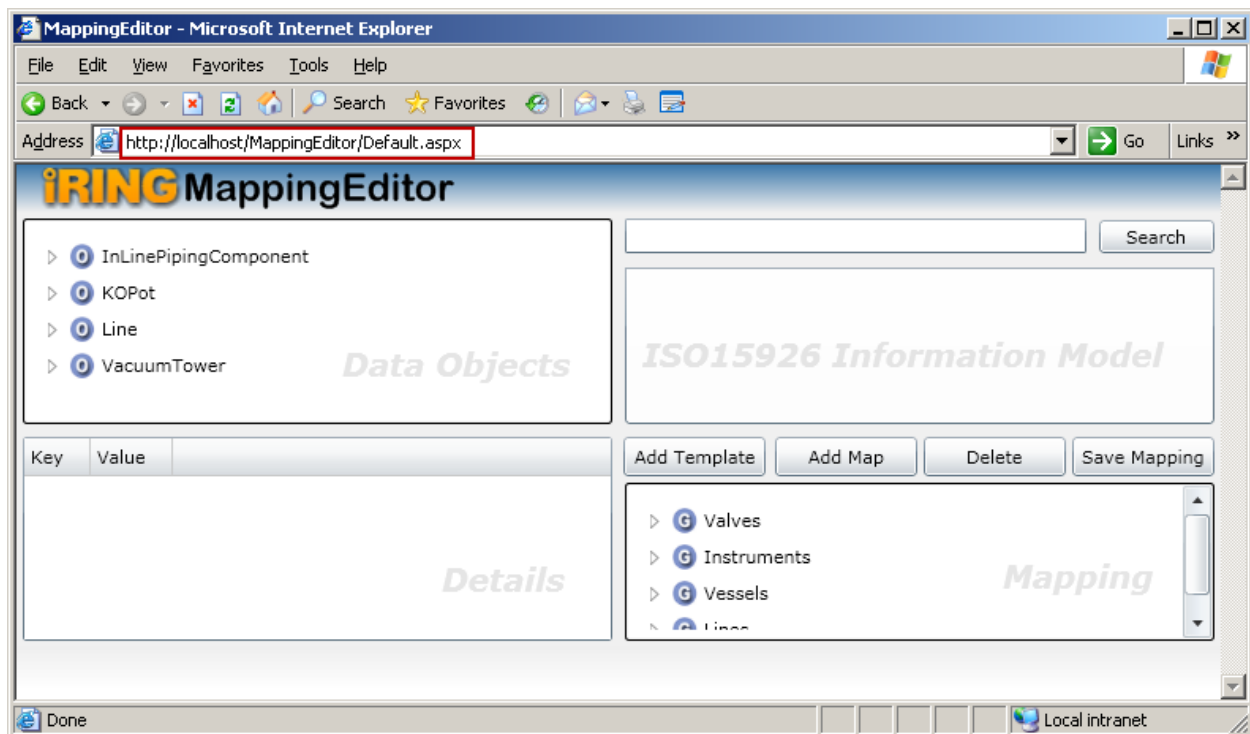 MappingEditor - Microsoft Internet Explorer
File Edit View Favorites Tools Help
Back Search Favorites
Address http://localhost/MappingEditor/Default.aspx Go Links »
iRING MappingEditor
O InLinePipingComponent
O KOPot
O Line
O VacuumTower
Data Objects
Search
ISO15926 Information Model
Key Value
Details
Add Template Add Map Delete Save Mapping
G Valves
G Instruments
G Vessels
G Lines
Mapping
Done Local intranet